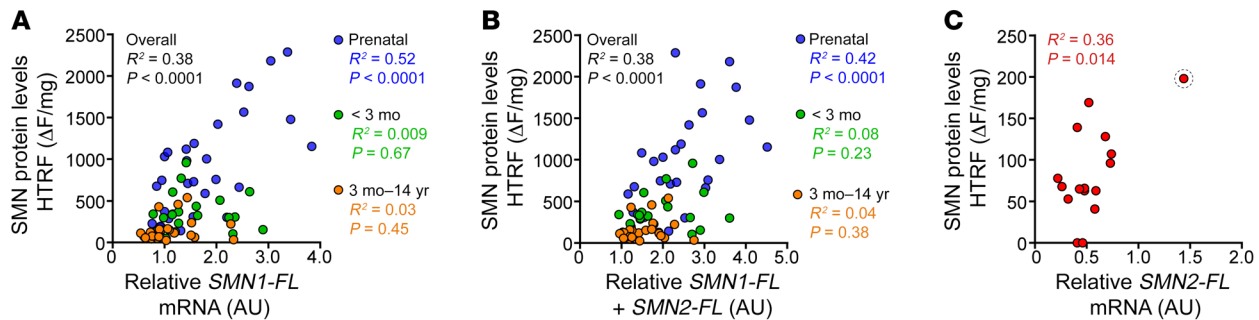 A
SMN protein levels
HTRF (ΔF/mg)
2500
2000
1500
1000
500
0
0
1.0
2.0
3.0
4.0
Relative SMN1-FL
mRNA (AU)
Overall
R² = 0.38
P < 0.0001
Prenatal
R² = 0.52
P < 0.0001
< 3 mo
R² = 0.009
P = 0.67
3 mo–14 yr
R² = 0.03
P = 0.45
B
SMN protein levels
HTRF (ΔF/mg)
2500
2000
1500
1000
500
0
0
1.0
2.0
3.0
4.0
5.0
Relative SMN1-FL
+ SMN2-FL (AU)
Overall
R² = 0.38
P < 0.0001
Prenatal
R² = 0.42
P < 0.0001
< 3 mo
R² = 0.08
P = 0.23
3 mo–14 yr
R² = 0.04
P = 0.38
C
SMN protein levels
HTRF (ΔF/mg)
250
200
150
100
50
0
0
0.5
1.0
1.5
2.0
Relative SMN2-FL
mRNA (AU)
R² = 0.36
P = 0.014